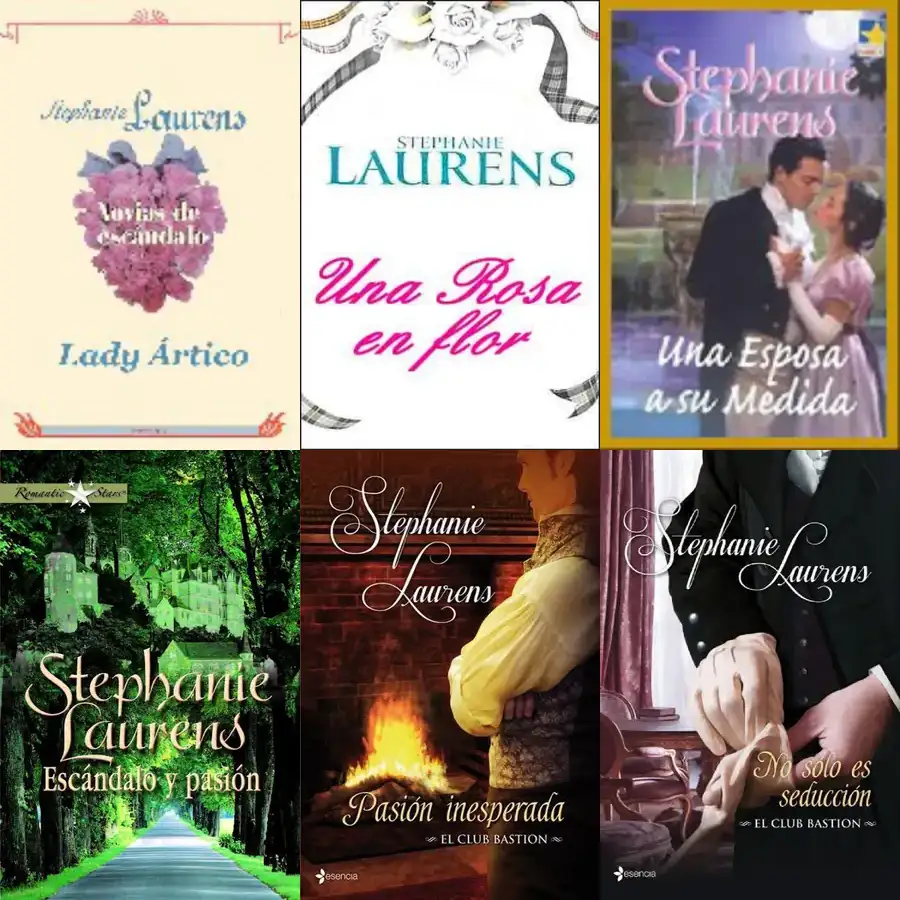 Stephanie Laurens
Novias de
escándalo
Lady Ártico
STEPHANIE
LAURENS
Una Rosa
en flor
Stephanie
Laurens
Una Esposa
a su Medida
Romantic Stars
Stephanie
Laurens
Escándalo y pasión
Stephanie
Laurens
Pasión inesperada
EL CLUB BASTION
esencia
Stephanie
Laurens
No sólo es
seducción
EL CLUB BASTION
esencia